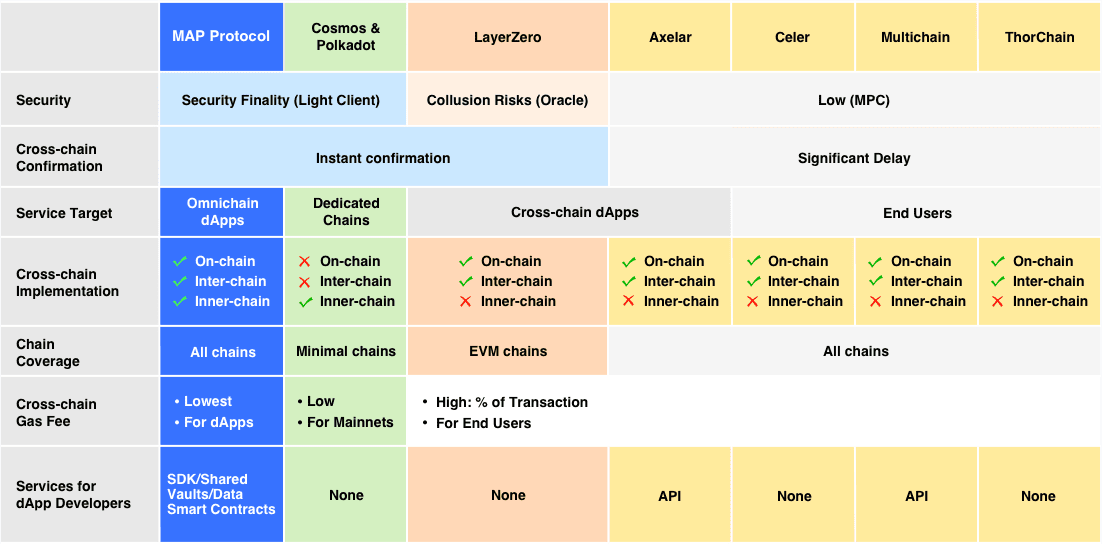 MAP Protocol
Cosmos &
Polkadot
LayerZero
Axelar
Celer
Multichain
ThorChain
Security
Security Finality (Light Client)
Collusion Risks (Oracle)
Low (MPC)
Cross-chain
Confirmation
Instant confirmation
Significant Delay
Service Target
Omnichain
dApps
Dedicated
Chains
Cross-chain dApps
End Users
Cross-chain
Implementation
✓ On-chain
✓ Inter-chain
✓ Inner-chain
✗ On-chain
✗ Inter-chain
✓ Inner-chain
✓ On-chain
✓ Inter-chain
✗ Inner-chain
✓ On-chain
✓ Inter-chain
✗ Inner-chain
✓ On-chain
✓ Inter-chain
✗ Inner-chain
✓ On-chain
✓ Inter-chain
✗ Inner-chain
✓ On-chain
✓ Inter-chain
✗ Inner-chain
Chain
Coverage
All chains
Minimal chains
EVM chains
All chains
Cross-chain
Gas Fee
• Lowest
• For dApps
• Low
• For Mainnets
• High: % of Transaction
• For End Users
Services for
dApp Developers
SDK/Shared
Vaults/Data
Smart Contracts
None
None
API
None
API
None